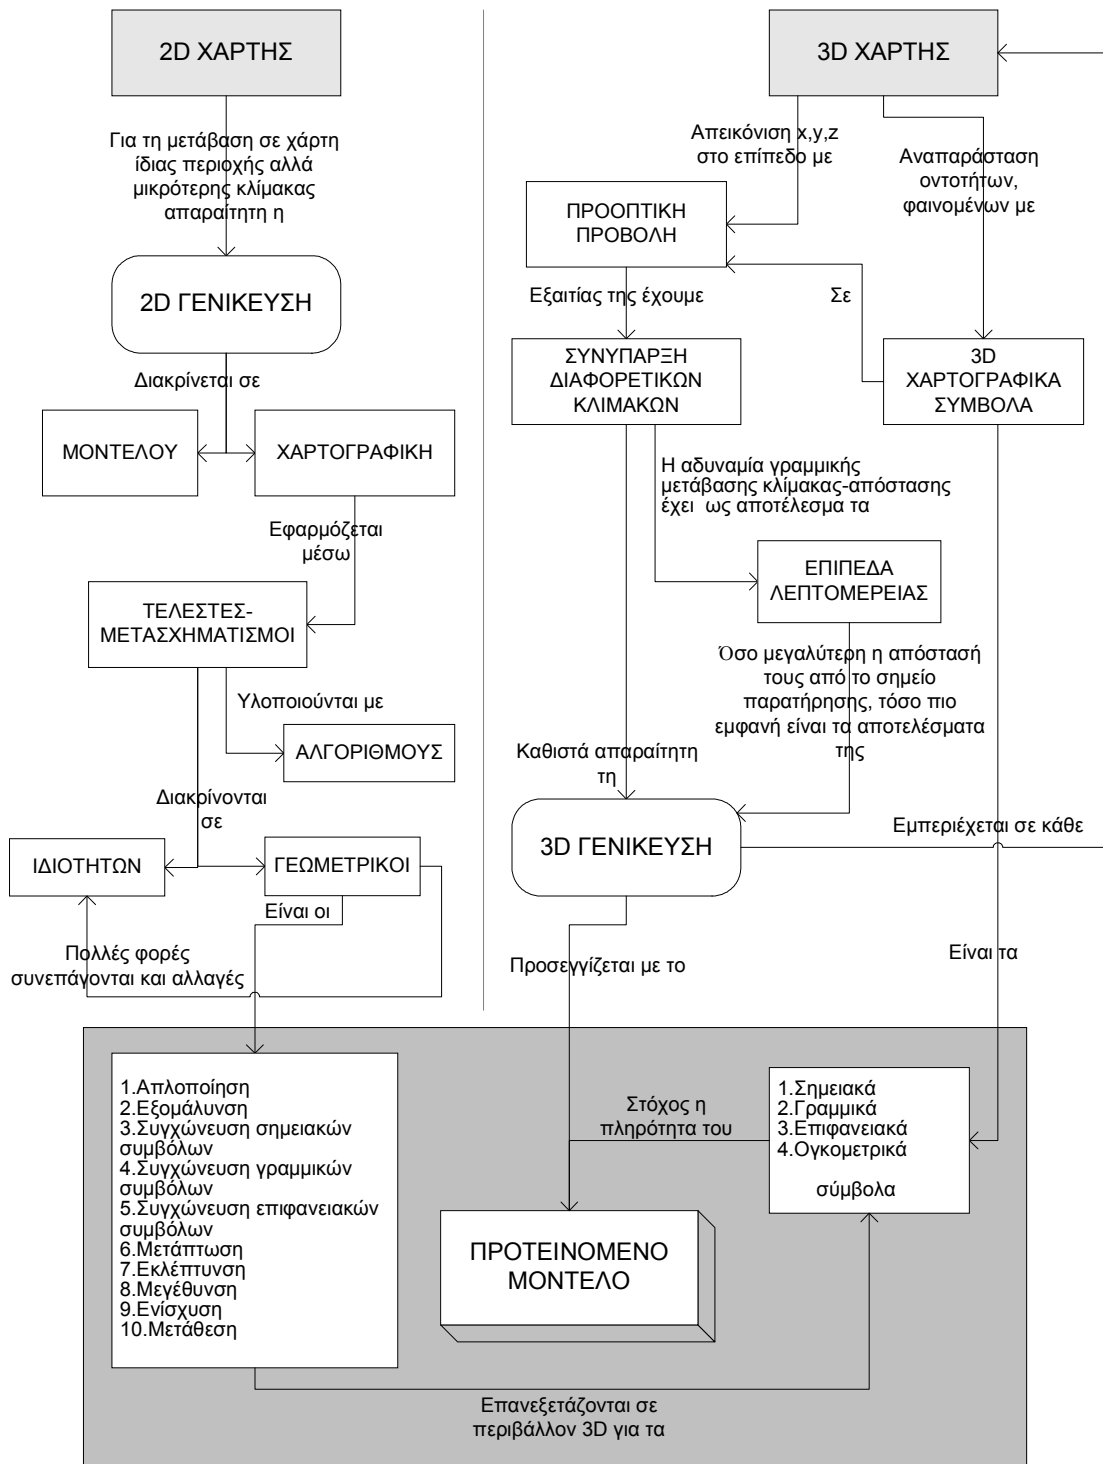 2D ΧΑΡΤΗΣ
Για τη μετάβαση σε χάρτη
ίδιας περιοχής αλλά
μικρότερης κλίμακας
απαραίτητη η
2D ΓΕΝΙΚΕΥΣΗ
Διακρίνεται σε
ΜΟΝΤΕΛΟΥ
ΧΑΡΤΟΓΡΑΦΙΚΗ
Εφαρμόζεται
μέσω
ΤΕΛΕΣΤΕΣ-
ΜΕΤΑΣΧΗΜΑΤΙΣΜΟΙ
Υλοποιούνται με
ΑΛΓΟΡΙΘΜΟΥΣ
Διακρίνονται
σε
ΙΔΙΟΤΗΤΩΝ
ΓΕΩΜΕΤΡΙΚΟΙ
Είναι οι
Πολλές φορές
συνεπάγονται και αλλαγές
3D ΧΑΡΤΗΣ
Απεικόνιση x,y,z
στο επίπεδο με
Αναπαράσταση
οντοτήτων,
φαινομένων με
ΠΡΟΟΠΤΙΚΗ
ΠΡΟΒΟΛΗ
Εξαιτίας της έχουμε
Σε
ΣΥΝΥΠΑΡΞΗ
ΔΙΑΦΟΡΕΤΙΚΩΝ
ΚΛΙΜΑΚΩΝ
3D
ΧΑΡΤΟΓΡΑΦΙΚΑ
ΣΥΜΒΟΛΑ
Η αδυναμία γραμμικής
μετάβασης κλίμακας-απόστασης
έχει ως αποτέλεσμα τα
ΕΠΙΠΕΔΑ
ΛΕΠΤΟΜΕΡΕΙΑΣ
Όσο μεγαλύτερη η απόστασή
τους από το σημείο
παρατήρησης, τόσο πιο
εμφανή είναι τα αποτελέσματα
της
Καθιστά απαραίτητη
τη
3D ΓΕΝΙΚΕΥΣΗ
Εμπεριέχεται σε κάθε
Προσεγγίζεται με το
Είναι τα
1.Απλοποίηση
2.Εξομάλυνση
3.Συγχώνευση σημειακών
συμβόλων
4.Συγχώνευση γραμμικών
συμβόλων
5.Συγχώνευση επιφανειακών
συμβόλων
6.Μετάπτωση
7.Εκλέπτυνση
8.Μεγέθυνση
9.Ενίσχυση
10.Μετάθεση
Στόχος η
πληρότητα του
1.Σημειακά
2.Γραμμικά
3.Επιφανειακά
4.Ογκομετρικά
σύμβολα
ΠΡΟΤΕΙΝΟΜΕΝΟ
ΜΟΝΤΕΛΟ
Επανεξετάζονται σε
περιβάλλον 3D για τα